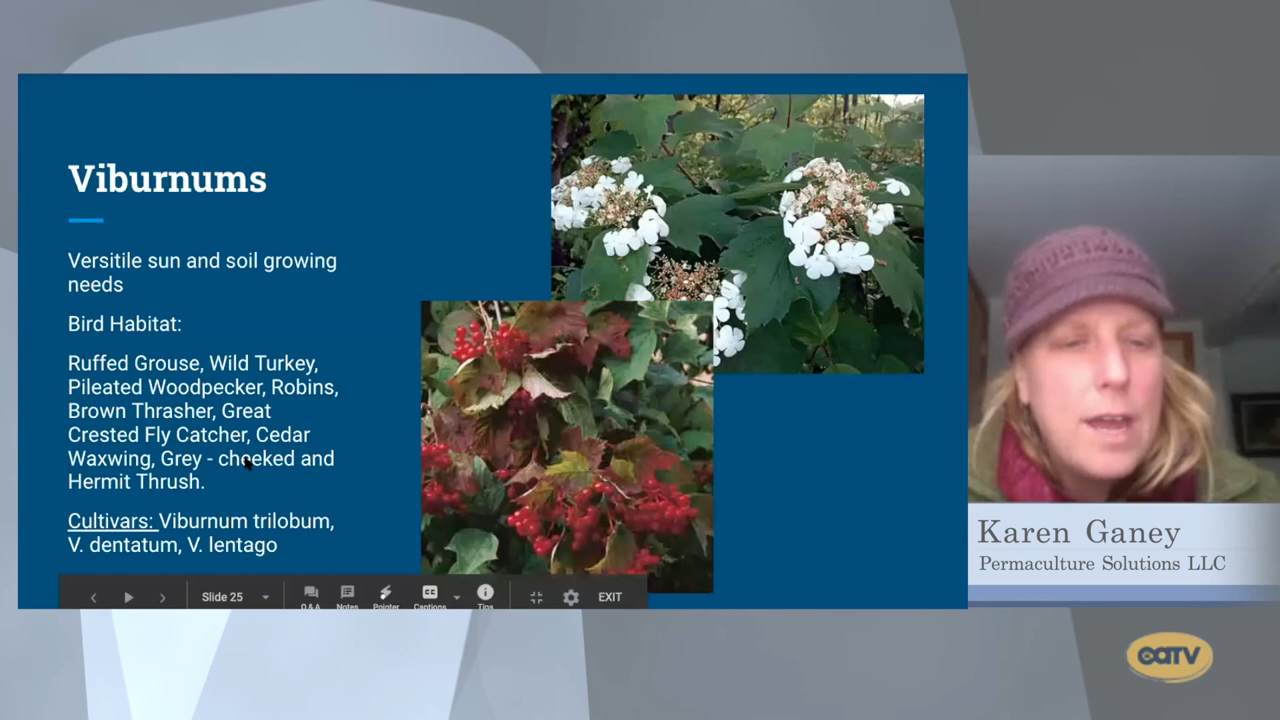 Viburnums
Versitile sun and soil growing
needs
Bird Habitat:
Ruffed Grouse, Wild Turkey,
Pileated Woodpecker, Robins,
Brown Thrasher, Great
Crested Fly Catcher, Cedar
Waxwing, Grey - cheeked and
Hermit Thrush.
Cultivars: Viburnum trilobum,
V. dentatum, V. lentago
Slide 25
Q&A
Notes
Pointer
CC
Captions
Tips
EXIT
Karen Ganey
Permaculture Solutions LLC
CATV